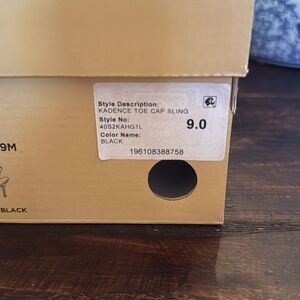 Style Description:
KADENCE TOE CAP SLING
Style No:
40S2KAHG1L
9.0
Color Name:
BLACK
196108388758
9M
BLACK